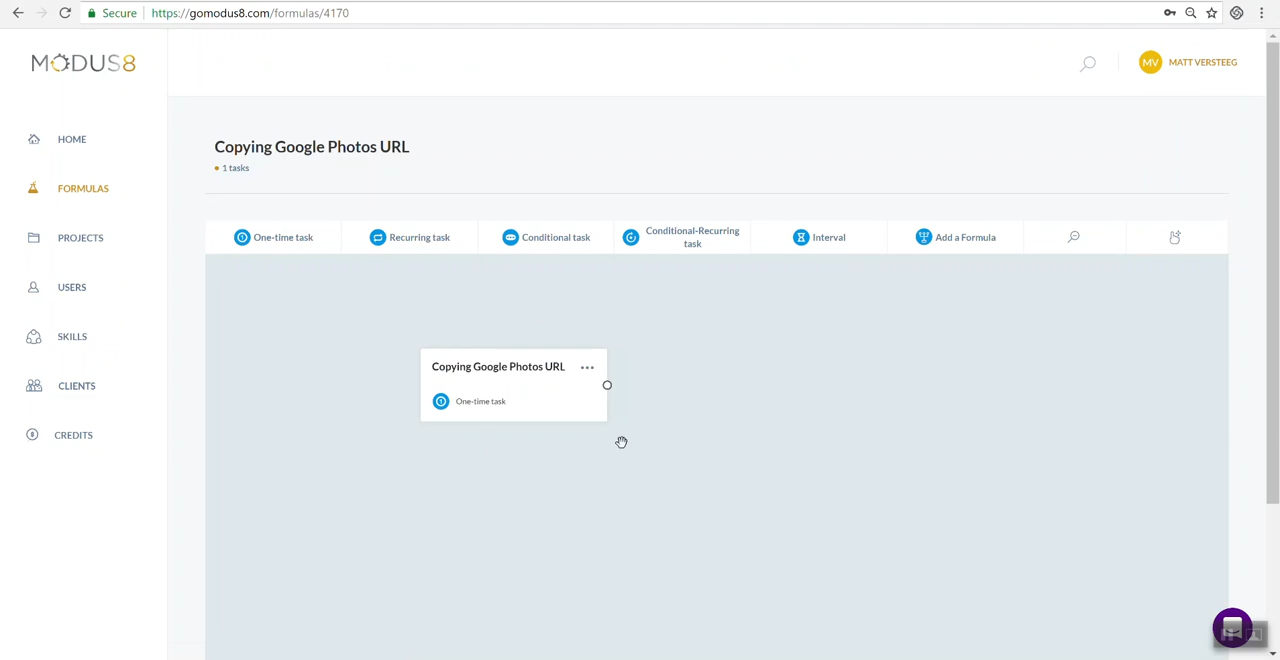 Secure https://gomodus8.com/formulas/4170
MODUS8
MV MATT VERSTEEG
HOME
FORMULAS
PROJECTS
USERS
SKILLS
CLIENTS
CREDITS
Copying Google Photos URL
1 tasks
One-time task
Recurring task
Conditional task
Conditional-Recurring
task
Interval
Add a Formula
Copying Google Photos URL
One-time task